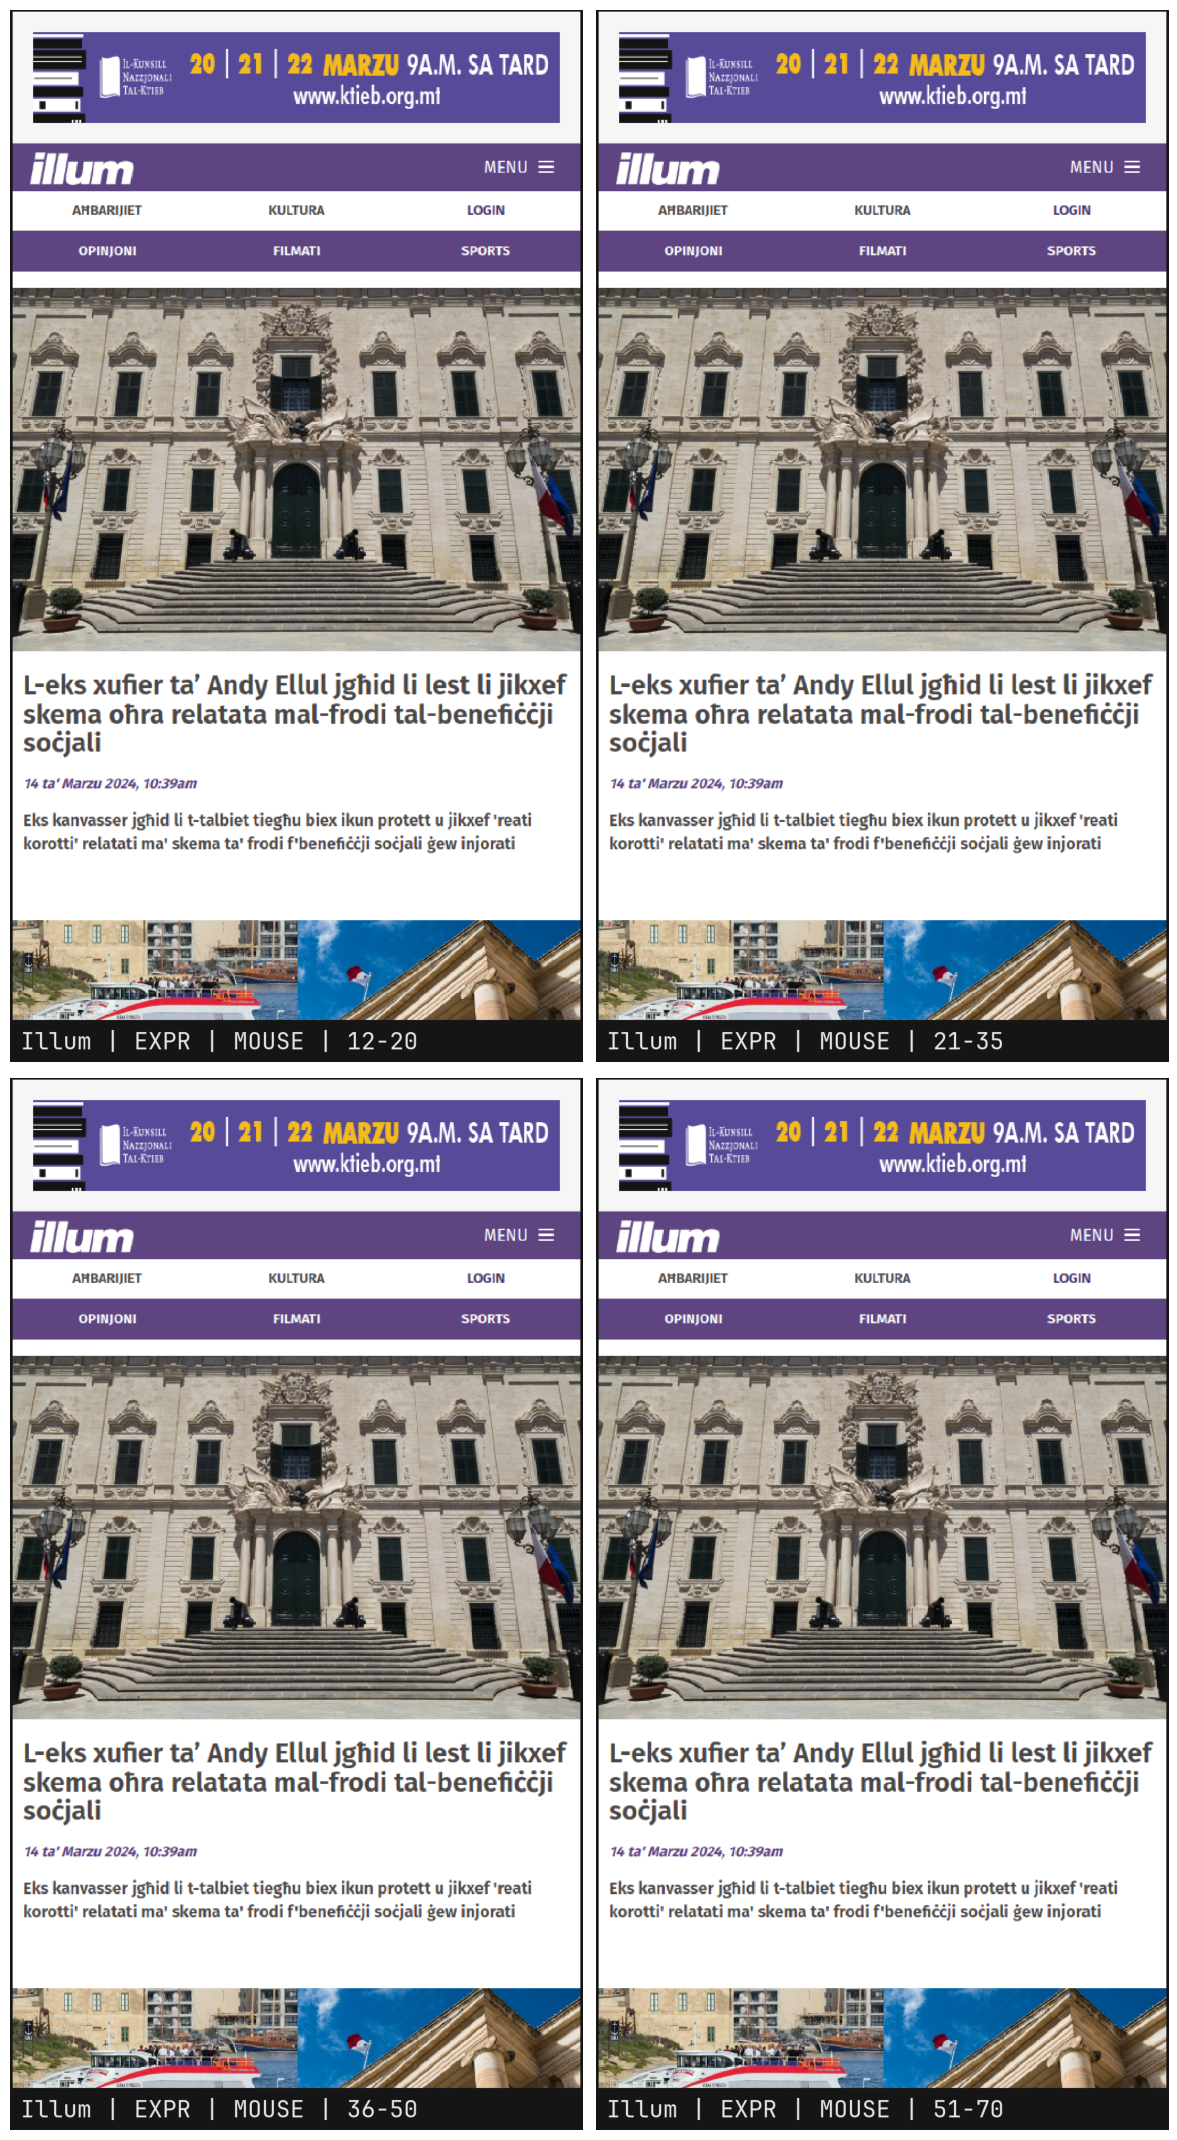 IL-KUNSILL
NAZZJONALI
TAL-KTIEB
20 | 21 | 22 MARZU 9A.M. SA TARD
www.ktieb.org.mt
illum
MENU
AĦBARIJIET KULTURA LOGIN
OPINJONI FILMATI SPORTS
L-eks xufier ta’ Andy Ellul jgħid li lest li jikxef
skema oħra relatata mal-frodi tal-benefiċċji
soċjali
14 ta' Marzu 2024, 10:39am
Eks kanvasser jgħid li t-talbiet tiegħu biex ikun protett u jikxef 'reati
korotti' relatati ma' skema ta' frodi f'benefiċċji soċjali ġew injorati
Illum | EXPR | MOUSE | 12-20
IL-KUNSILL
NAZZJONALI
TAL-KTIEB
20 | 21 | 22 MARZU 9A.M. SA TARD
www.ktieb.org.mt
illum
MENU
AĦBARIJIET KULTURA LOGIN
OPINJONI FILMATI SPORTS
L-eks xufier ta’ Andy Ellul jgħid li lest li jikxef
skema oħra relatata mal-frodi tal-benefiċċji
soċjali
14 ta' Marzu 2024, 10:39am
Eks kanvasser jgħid li t-talbiet tiegħu biex ikun protett u jikxef 'reati
korotti' relatati ma' skema ta' frodi f'benefiċċji soċjali ġew injorati
Illum | EXPR | MOUSE | 21-35
IL-KUNSILL
NAZZJONALI
TAL-KTIEB
20 | 21 | 22 MARZU 9A.M. SA TARD
www.ktieb.org.mt
illum
MENU
AĦBARIJIET KULTURA LOGIN
OPINJONI FILMATI SPORTS
L-eks xufier ta’ Andy Ellul jgħid li lest li jikxef
skema oħra relatata mal-frodi tal-benefiċċji
soċjali
14 ta' Marzu 2024, 10:39am
Eks kanvasser jgħid li t-talbiet tiegħu biex ikun protett u jikxef 'reati
korotti' relatati ma' skema ta' frodi f'benefiċċji soċjali ġew injorati
Illum | EXPR | MOUSE | 36-50
IL-KUNSILL
NAZZJONALI
TAL-KTIEB
20 | 21 | 22 MARZU 9A.M. SA TARD
www.ktieb.org.mt
illum
MENU
AĦBARIJIET KULTURA LOGIN
OPINJONI FILMATI SPORTS
L-eks xufier ta’ Andy Ellul jgħid li lest li jikxef
skema oħra relatata mal-frodi tal-benefiċċji
soċjali
14 ta' Marzu 2024, 10:39am
Eks kanvasser jgħid li t-talbiet tiegħu biex ikun protett u jikxef 'reati
korotti' relatati ma' skema ta' frodi f'benefiċċji soċjali ġew injorati
Illum | EXPR | MOUSE | 51-70